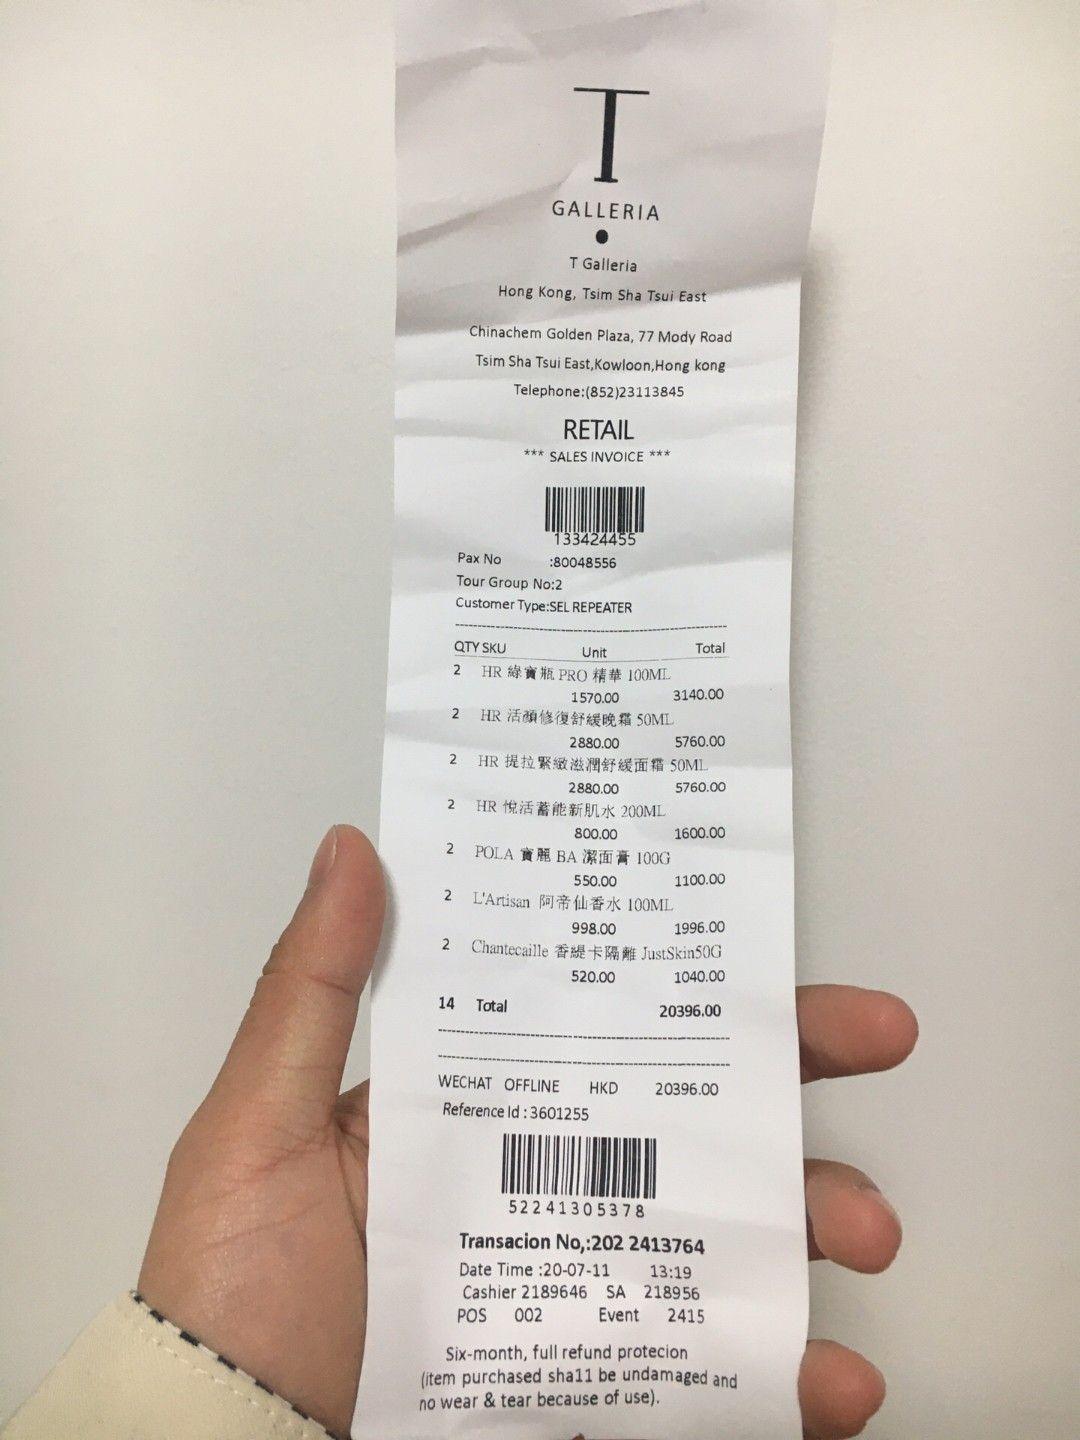 T
GALLERIA
T Galleria
Hong Kong, Tsim Sha Tsui East
Chinachem Golden Plaza, 77 Mody Road
Tsim Sha Tsui East,Kowloon,Hong kong
Telephone:(852)23113845
RETAIL
*** SALES INVOICE ***
133424455
Pax No :80048556
Tour Group No:2
Customer Type:SEL REPEATER
QTY SKU Unit Total
2 HR 綠寶瓶 PRO 精華 100ML
1570.00 3140.00
2 HR 活顏修復舒緩晚霜 50ML
2880.00 5760.00
2 HR 提拉緊緻滋潤舒緩面霜 50ML
2880.00 5760.00
2 HR 悅活蓄能新肌水 200ML
800.00 1600.00
2 POLA 寶麗 BA 潔面膏 100G
550.00 1100.00
2 L'Artisan 阿帝仙香水 100ML
998.00 1996.00
2 Chantecaille 香緹卡隔離 JustSkin50G
520.00 1040.00
14 Total 20396.00
WECHAT OFFLINE HKD 20396.00
Reference Id : 3601255
52241305378
Transacion No,:202 2413764
Date Time :20-07-11 13:19
Cashier 2189646 SA 218956
POS 002 Event 2415
Six-month, full refund protecion
(item purchased sha11 be undamaged and
no wear & tear because of use).